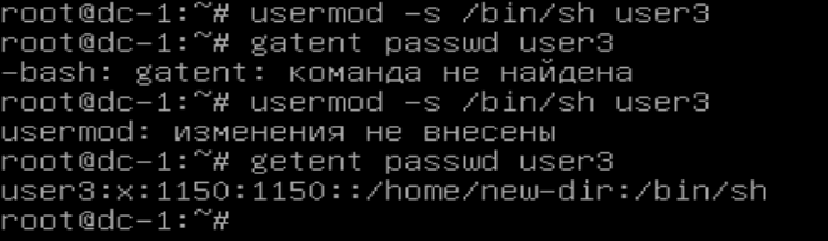 root@dc-1:~# usermod -s /bin/sh user3
root@dc-1:~# gatent passwd user3
-bash: gatent: команда не найдена
root@dc-1:~# usermod -s /bin/sh user3
usermod: изменения не внесены
root@dc-1:~# getent passwd user3
user3:x:1150:1150::/home/new-dir:/bin/sh
root@dc-1:~#